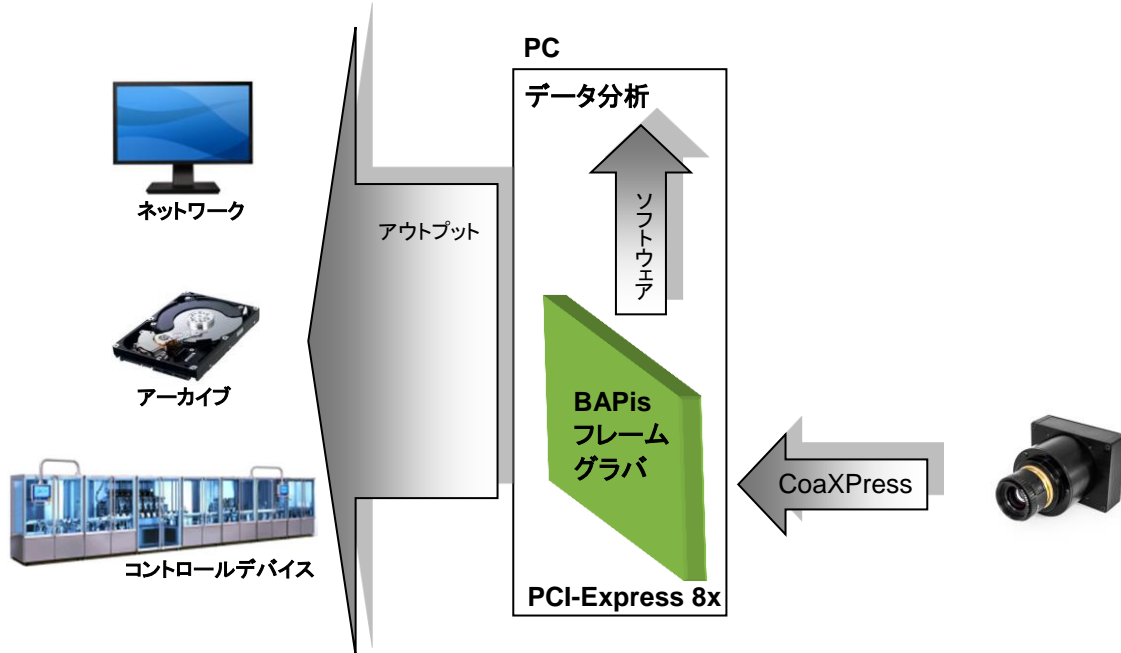 PC
データ分析
ソフトウェア
ネットワーク
アウトプット
アーカイブ
BAPis
フレーム
グラバ
CoaXPress
コントロールデバイス
PCI-Express 8x